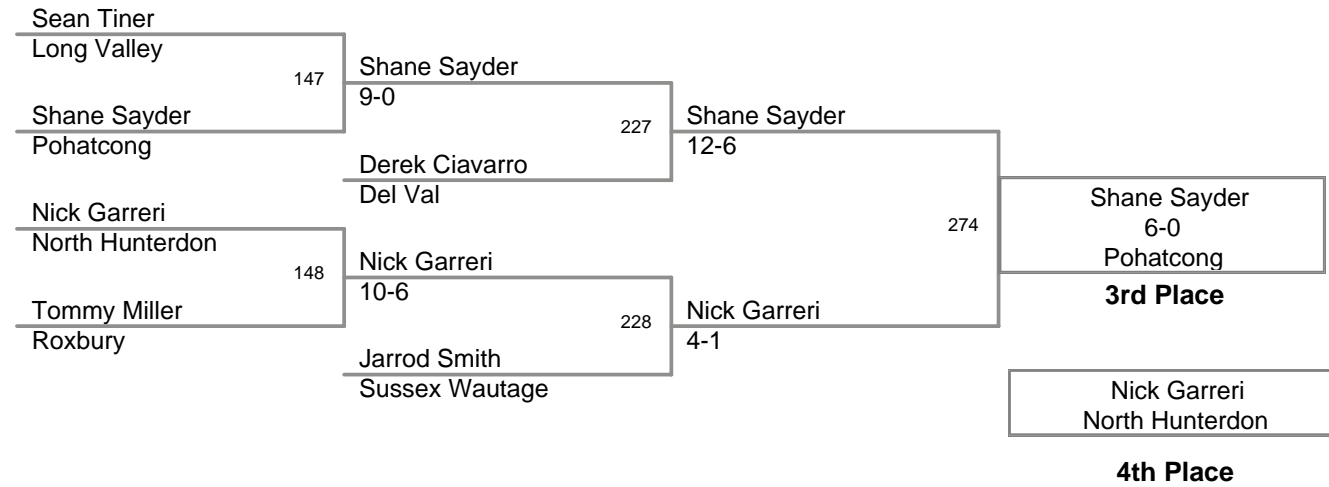 Sean Tiner
Long Valley
147
Shane Sayder
9-0
Shane Sayder
Pohatcong
227
Shane Sayder
12-6
Derek Ciavarro
Del Val
Nick Garreri
North Hunterdon
148
Nick Garreri
10-6
Tommy Miller
Roxbury
228
Nick Garreri
4-1
Jarrod Smith
Sussex Wautage
274
Shane Sayder
6-0
Pohatcong
3rd Place
Nick Garreri
North Hunterdon
4th Place